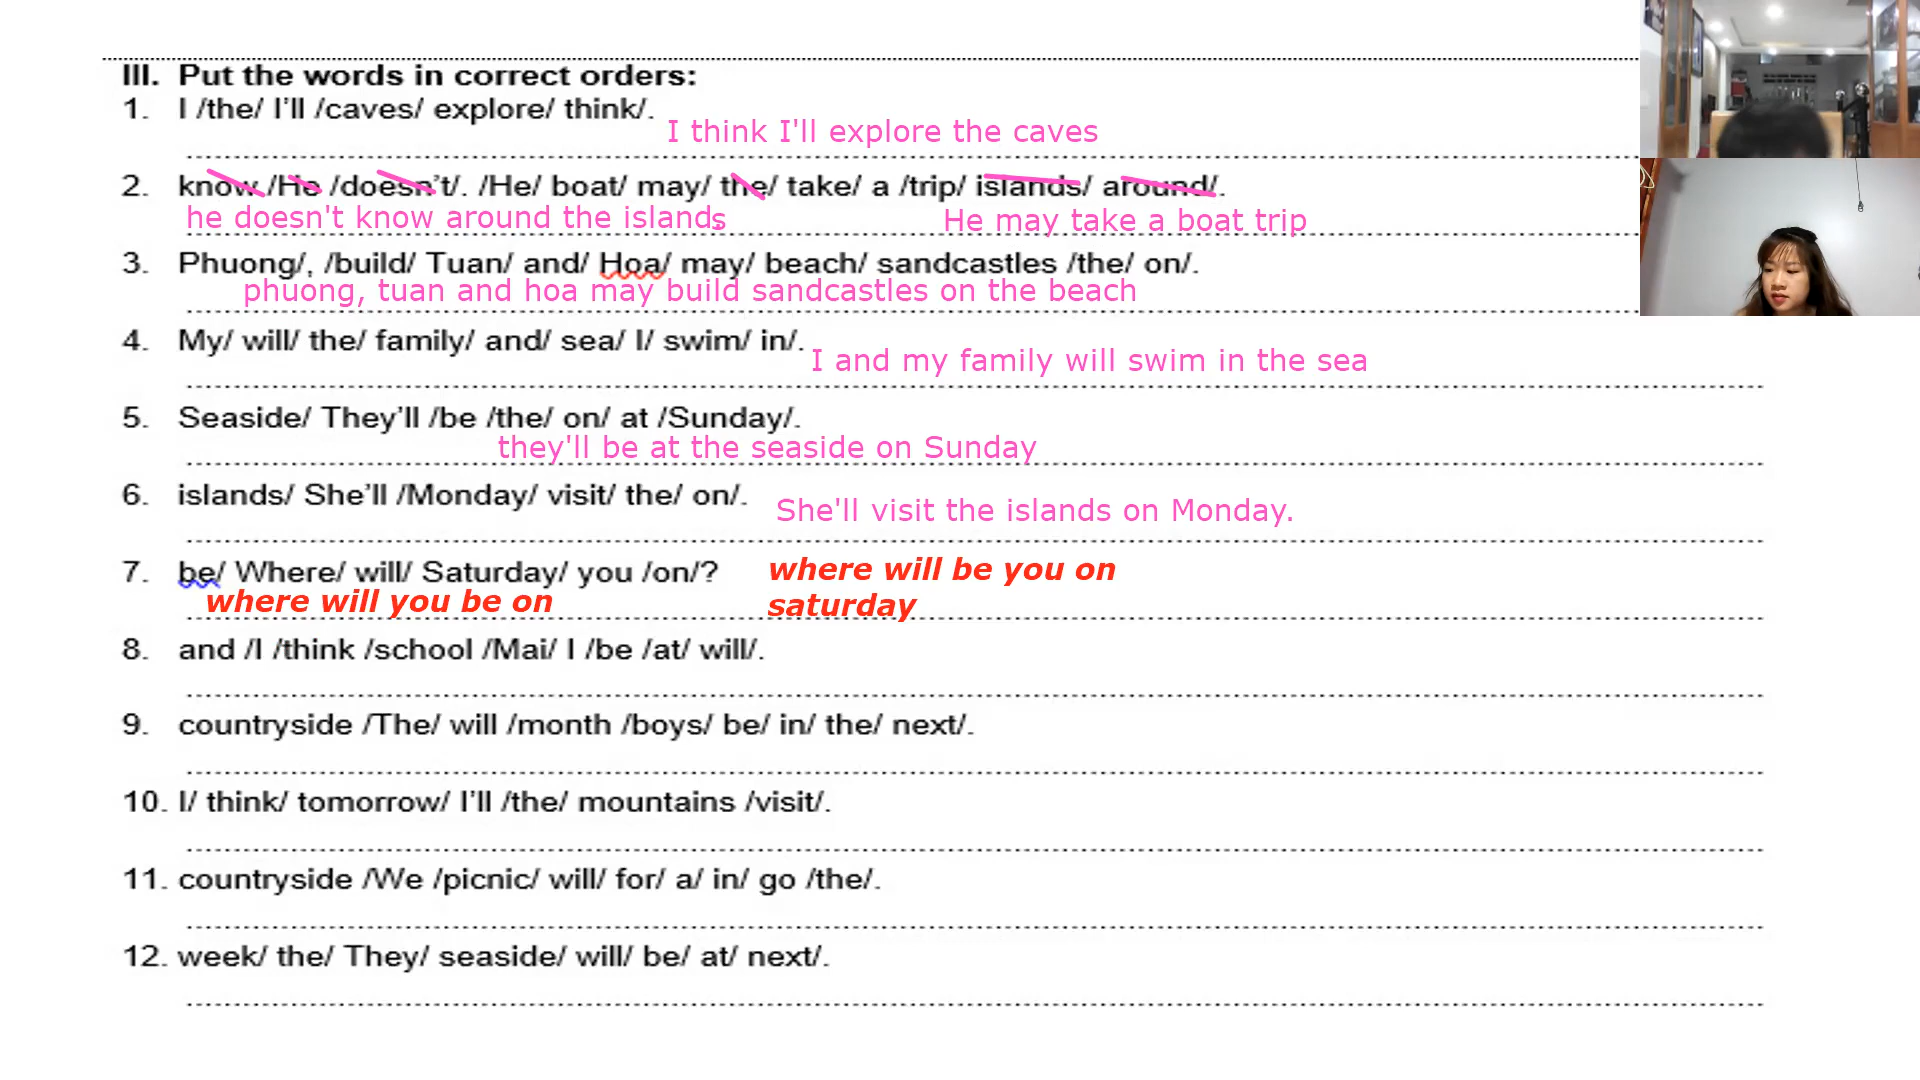 III. Put the words in correct orders:
1. I /the/ I'll /caves/ explore/ think/.
I think I'll explore the caves
2. know /He /doesn't/. /He/ boat/ may/ the/ take/ a /trip/ islands/ around/.
he doesn't know around the islands He may take a boat trip
3. Phuong/, /build/ Tuan/ and/ Hoa/ may/ beach/ sandcastles /the/ on/.
phuong, tuan and hoa may build sandcastles on the beach
4. My/ will/ the/ family/ and/ sea/ I/ swim/ in/.
I and my family will swim in the sea
5. Seaside/ They'll /be /the/ on/ at /Sunday/.
they'll be at the seaside on Sunday
6. islands/ She'll /Monday/ visit/ the/ on/.
She'll visit the islands on Monday.
7. be/ Where/ will/ Saturday/ you /on/?
where will be you on
where will you be on
saturday
8. and /I /think /school /Mai/ I /be /at/ will/.
9. countryside /The/ will /month /boys/ be/ in/ the/ next/.
10. I/ think/ tomorrow/ I'll /the/ mountains /visit/.
11. countryside /We /picnic/ will/ for/ a/ in/ go /the/.
12. week/ the/ They/ seaside/ will/ be/ at/ next/.